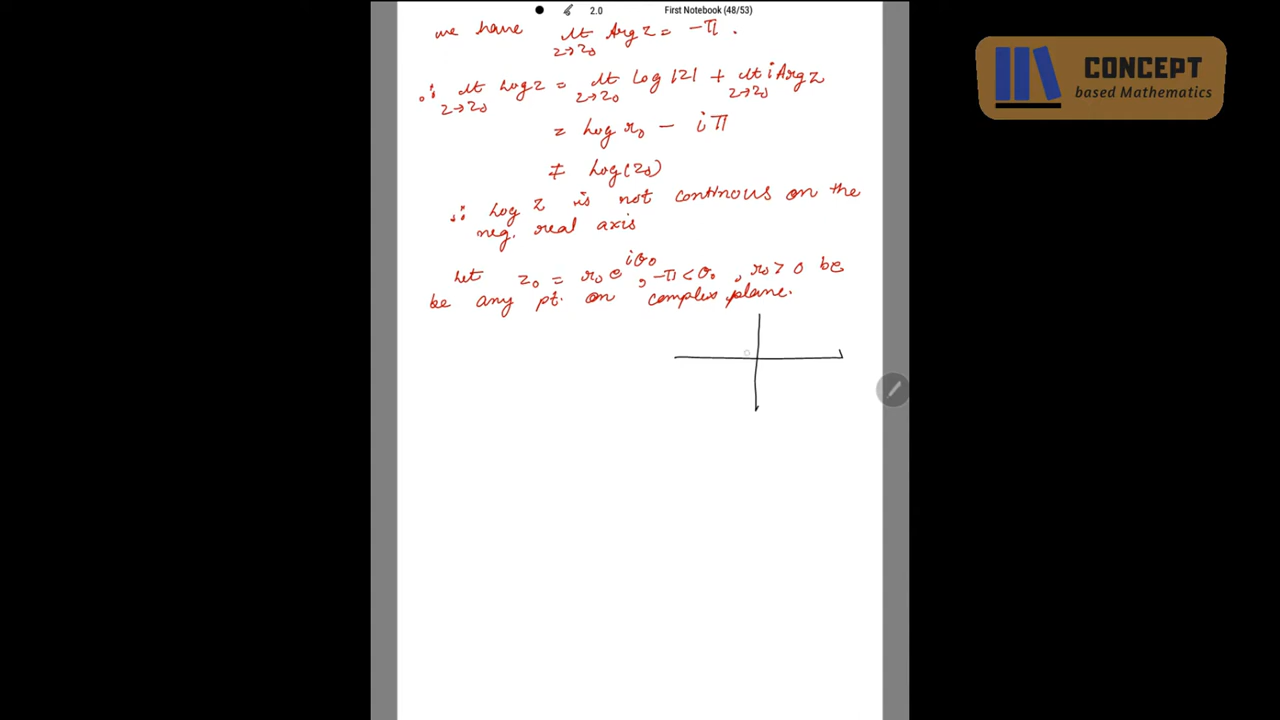 2.0
First Notebook (48/53)
CONCEPT
based Mathematics
we have lt z→z₀ Arg z = -π .
∴ lt z→z₀ Log z = lt z→z₀ Log |z| + lt z→z₀ i Arg z
= Log r₀ - iπ
≠ Log(z₀)
∴ Log z is not continous on the
neg. real axis
Let z₀ = r₀ e^{iθ₀} , -π < θ₀ , r₀ > 0 be
be any pt. on complex plane.